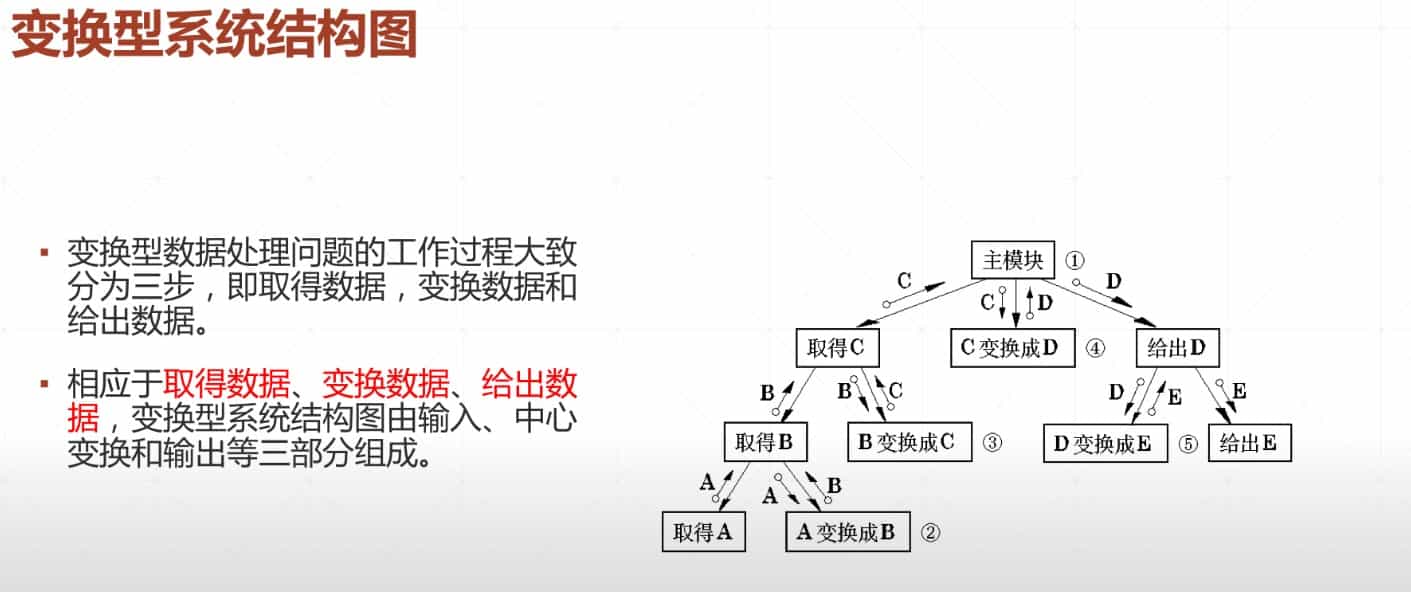 变换型系统结构图
▪ 变换型数据处理问题的工作过程大致
分为三步，即取得数据，变换数据和
给出数据。
▪ 相应于取得数据、变换数据、给出数
据，变换型系统结构图由输入、中心
变换和输出等三部分组成。
主模块 ①
C C D D
取得C C变换成D ④ 给出D
B B C D E E
取得B B变换成C ③ D变换成E ⑤ 给出E
A A B
取得A A变换成B ②